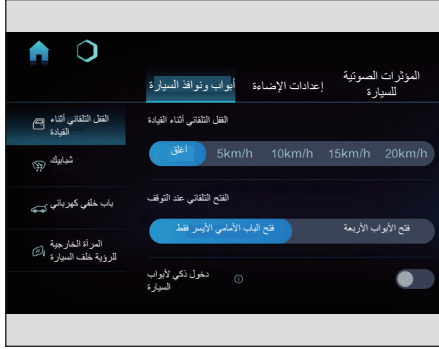 المؤثرات الصوتية
للسيارة
إعدادات الإضاءة
أبواب ونوافذ السيارة
القفل التلقائي أثناء
القيادة
شبابيك
باب خلفي كهربائي
المرآة الخارجية
للرؤية خلف السيارة
القفل التلقائي أثناء القيادة
أغلق 5km/h 10km/h 15km/h 20km/h
الفتح التلقائي عند التوقف
فتح الباب الأمامي الأيسر فقط
فتح الأبواب الأربعة
دخول ذكي لأبواب
السيارة